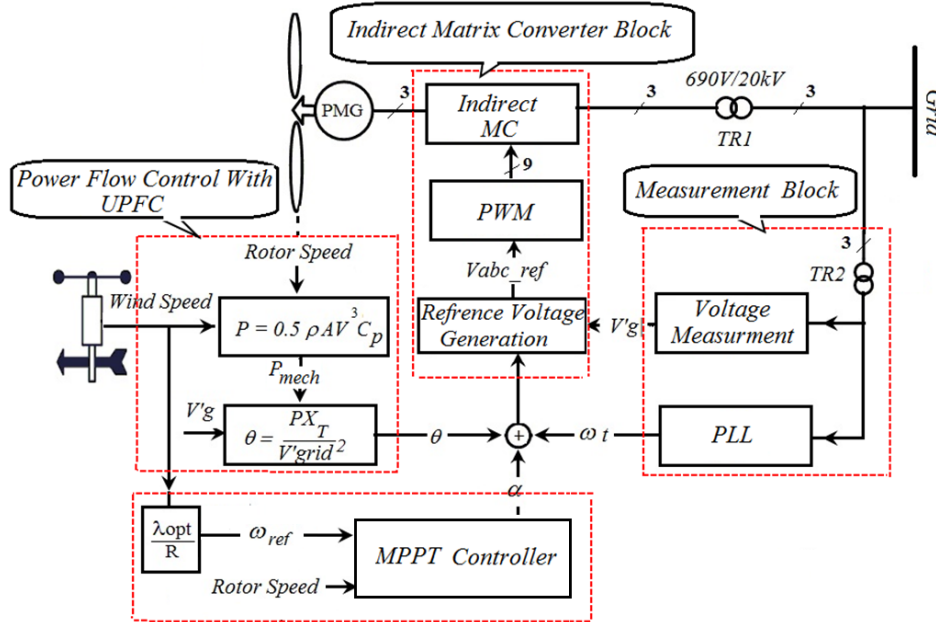 Indirect Matrix Converter Block
690V/20kV
3
PMG
Indirect
MC
3
3
TR1
Grid
9
Power Flow Control With
UPFC
PWM
Measurement Block
3
TR2
Rotor Speed
Vabc_ref
Wind Speed
P = 0.5 ρAV³Cp
Refrence Voltage
Generation
V'g
Voltage
Measurment
Pmech
V'g
θ = PX_T / V'grid²
θ
+
ω t
PLL
α
λopt
R
ω_ref
MPPT Controller
Rotor Speed